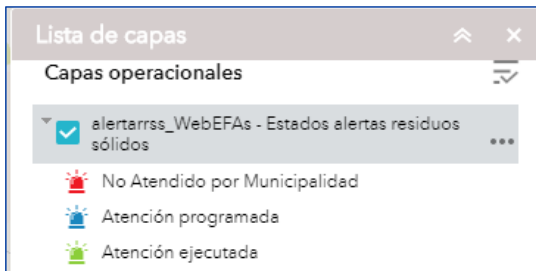 Lista de capas
Capas operacionales
alertarrss_WebEFAs - Estados alertas residuos
sólidos
No Atendido por Municipalidad
Atención programada
Atención ejecutada